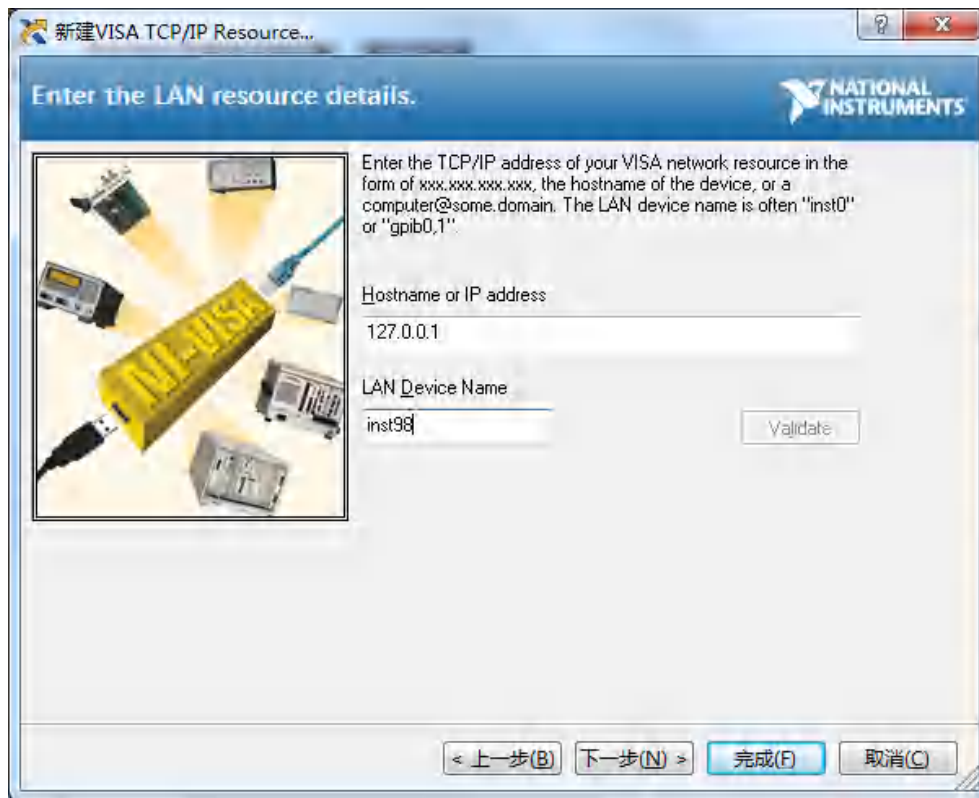 新建VISA TCP/IP Resource...
?
X
Enter the LAN resource details.
NATIONAL
INSTRUMENTS
Enter the TCP/IP address of your VISA network resource in the
form of xxx.xxx.xxx.xxx, the hostname of the device, or a
computer@some.domain. The LAN device name is often "inst0"
or "gpib0,1".
Hostname or IP address
127.0.0.1
LAN Device Name
inst98
Validate
NI-VISA
< 上一步(B)
下一步(N) >
完成(F)
取消(C)